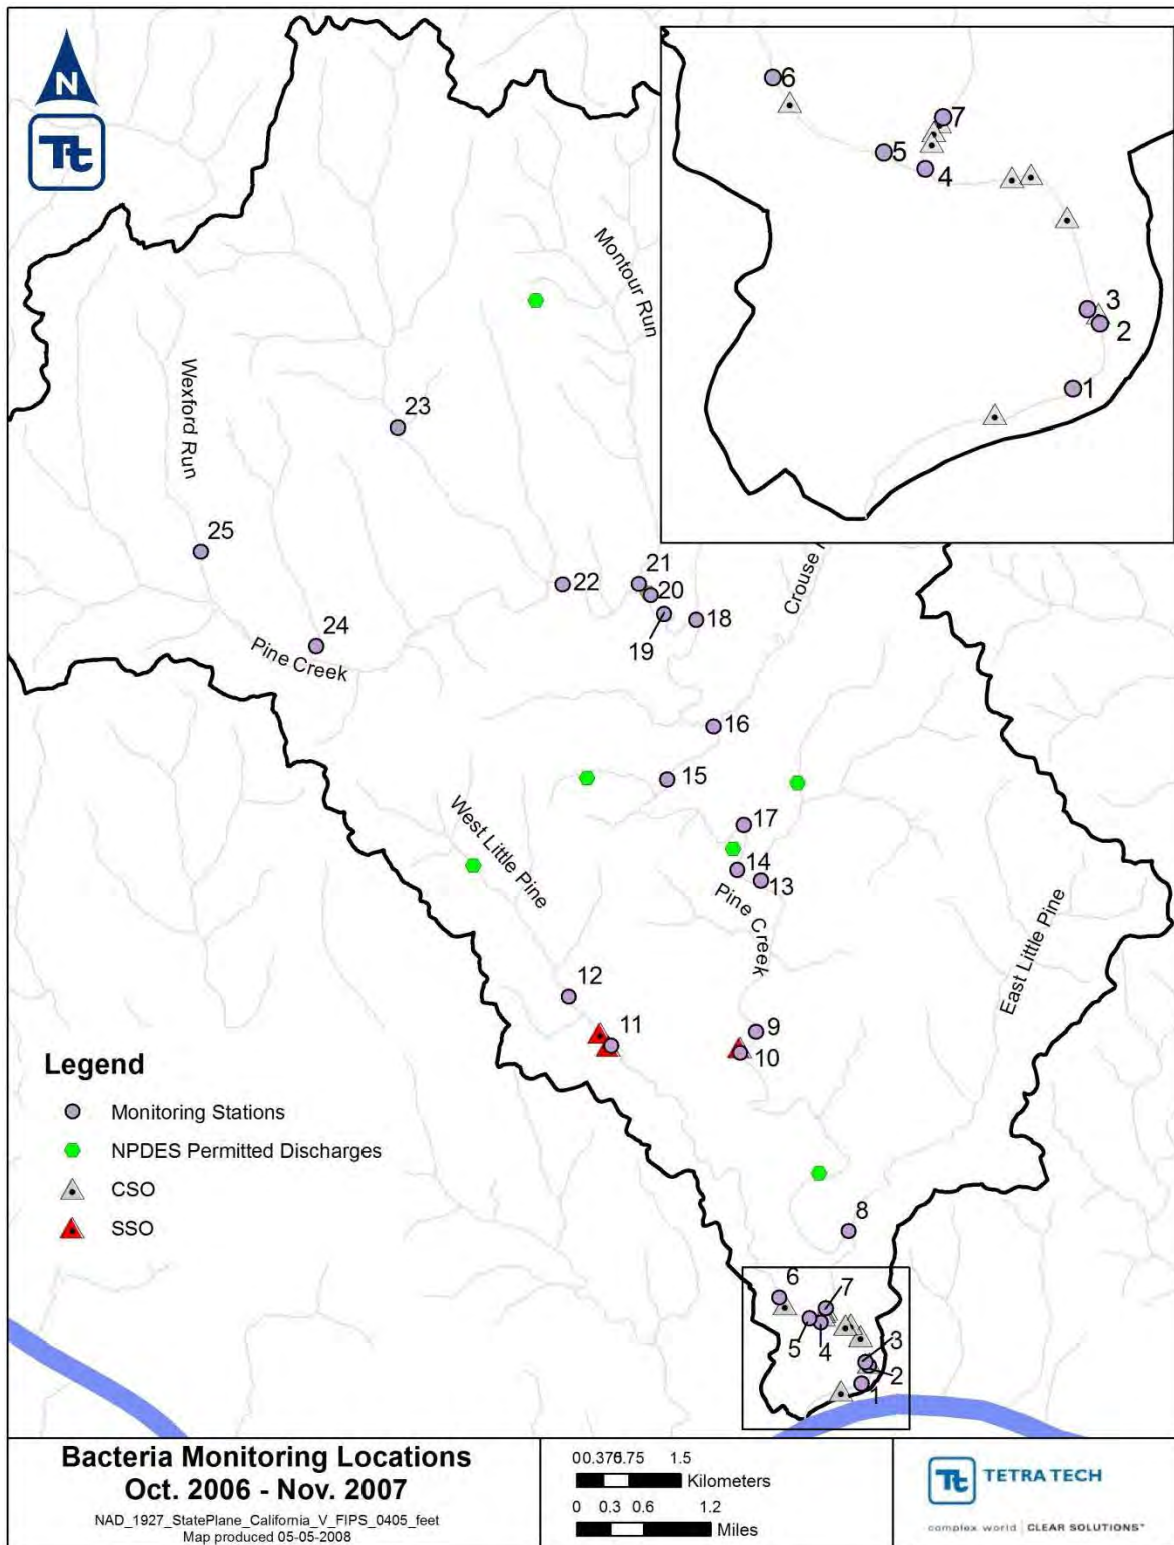 N
Tt
6
7
5
4
3
2
1
Montour Run
Wexford Run
23
25
22
21
20
19
18
Crouse
24
Pine Creek
16
15
West Little Pine
17
14
13
Pine Creek
East Little Pine
12
11
9
10
8
6
7
5
4
3
2
1
Legend
Monitoring Stations
NPDES Permitted Discharges
CSO
SSO
Bacteria Monitoring Locations
Oct. 2006 - Nov. 2007
NAD_1927_StatePlane_California_V_FIPS_0405_feet
Map produced 05-05-2008
1.5
Kilometers
0 0.3 0.6 1.2
Miles
Tt TETRA TECH
complex world | CLEAR SOLUTIONS™